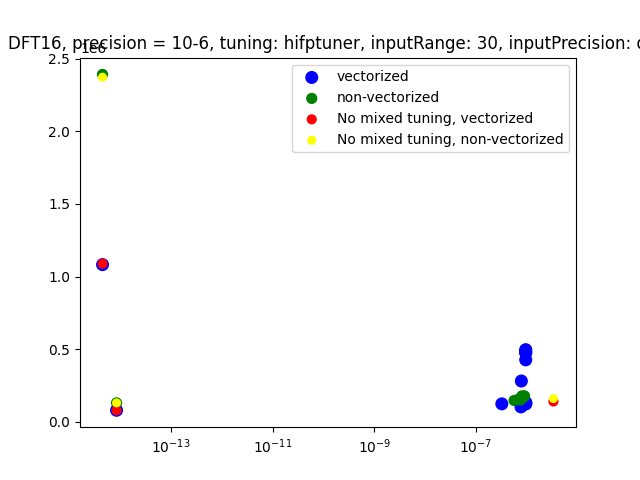 DFT16, precision = 10-6, tuning: hifptuner, inputRange: 30, inputPrecision:
1e6
2.5
2.0
1.5
1.0
0.5
0.0
vectorized
non-vectorized
No mixed tuning, vectorized
No mixed tuning, non-vectorized
10⁻¹³ 10⁻¹¹ 10⁻⁹ 10⁻⁷